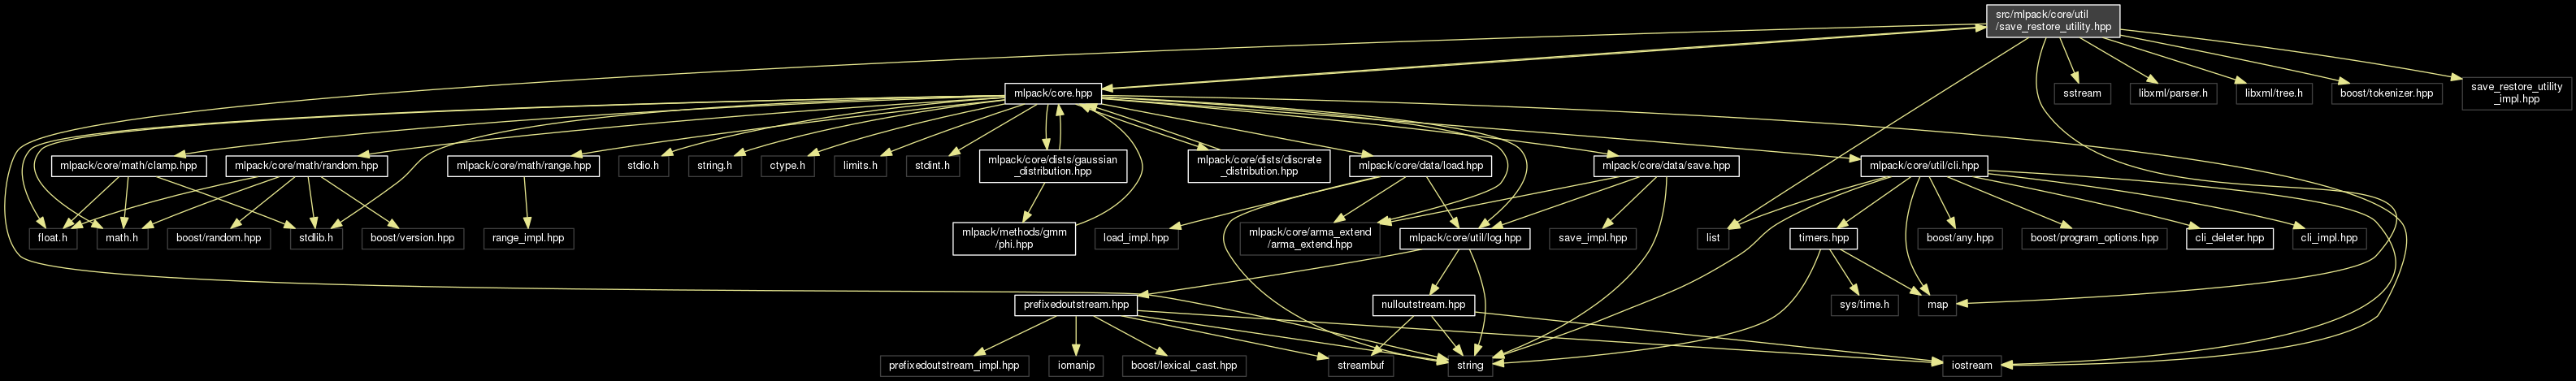 src/mlpack/core/util
/save_restore_utility.hpp
mlpack/core.hpp
sstream
libxml/parser.h
libxml/tree.h
boost/tokenizer.hpp
save_restore_utility
_impl.hpp
mlpack/core/math/clamp.hpp
mlpack/core/math/random.hpp
mlpack/core/math/range.hpp
stdio.h
string.h
ctype.h
limits.h
stdint.h
mlpack/core/dists/gaussian
_distribution.hpp
mlpack/core/dists/discrete
_distribution.hpp
mlpack/core/data/load.hpp
mlpack/core/data/save.hpp
mlpack/core/util/cli.hpp
float.h
math.h
boost/random.hpp
stdlib.h
boost/version.hpp
range_impl.hpp
mlpack/methods/gmm
/phi.hpp
load_impl.hpp
mlpack/core/arma_extend
/arma_extend.hpp
mlpack/core/util/log.hpp
save_impl.hpp
list
timers.hpp
boost/any.hpp
boost/program_options.hpp
cli_deleter.hpp
cli_impl.hpp
prefixedoutstream.hpp
nulloutstream.hpp
sys/time.h
map
prefixedoutstream_impl.hpp
iomanip
boost/lexical_cast.hpp
streambuf
string
iostream